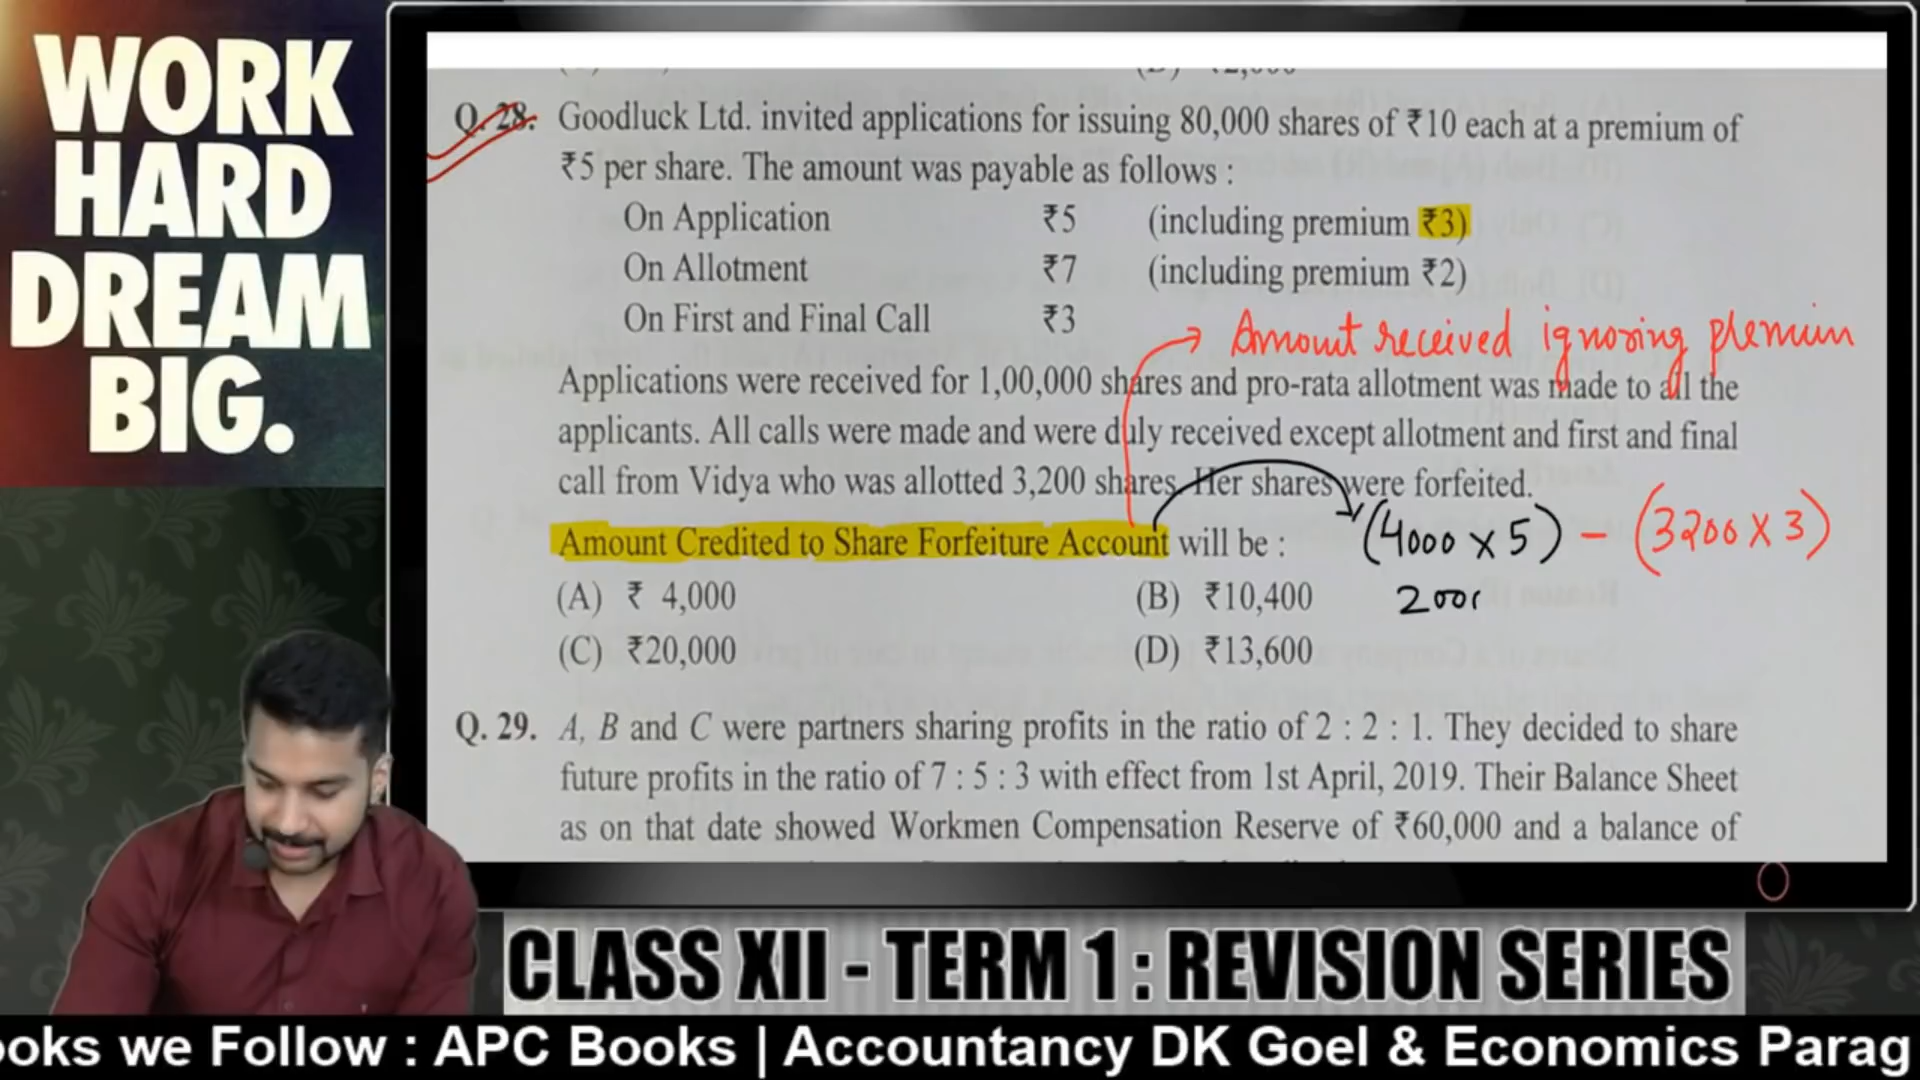 WORK
HARD
DREAM
BIG.
Q. 28. Goodluck Ltd. invited applications for issuing 80,000 shares of ₹10 each at a premium of
₹5 per share. The amount was payable as follows :
On Application ₹5 (including premium ₹3)
On Allotment ₹7 (including premium ₹2)
On First and Final Call ₹3
→ Amount received ignoring plemium
Applications were received for 1,00,000 shares and pro-rata allotment was made to all the
applicants. All calls were made and were duly received except allotment and first and final
call from Vidya who was allotted 3,200 shares. Her shares were forfeited.
Amount Credited to Share Forfeiture Account will be : (4000 X 5) - (3200 X 3)
(A) ₹ 4,000 (B) ₹10,400 200
(C) ₹20,000 (D) ₹13,600
Q. 29. A, B and C were partners sharing profits in the ratio of 2 : 2 : 1. They decided to share
future profits in the ratio of 7 : 5 : 3 with effect from 1st April, 2019. Their Balance Sheet
as on that date showed Workmen Compensation Reserve of ₹60,000 and a balance of
CLASS XII - TERM 1 : REVISION SERIES
ooks we Follow : APC Books | Accountancy DK Goel & Economics Parag